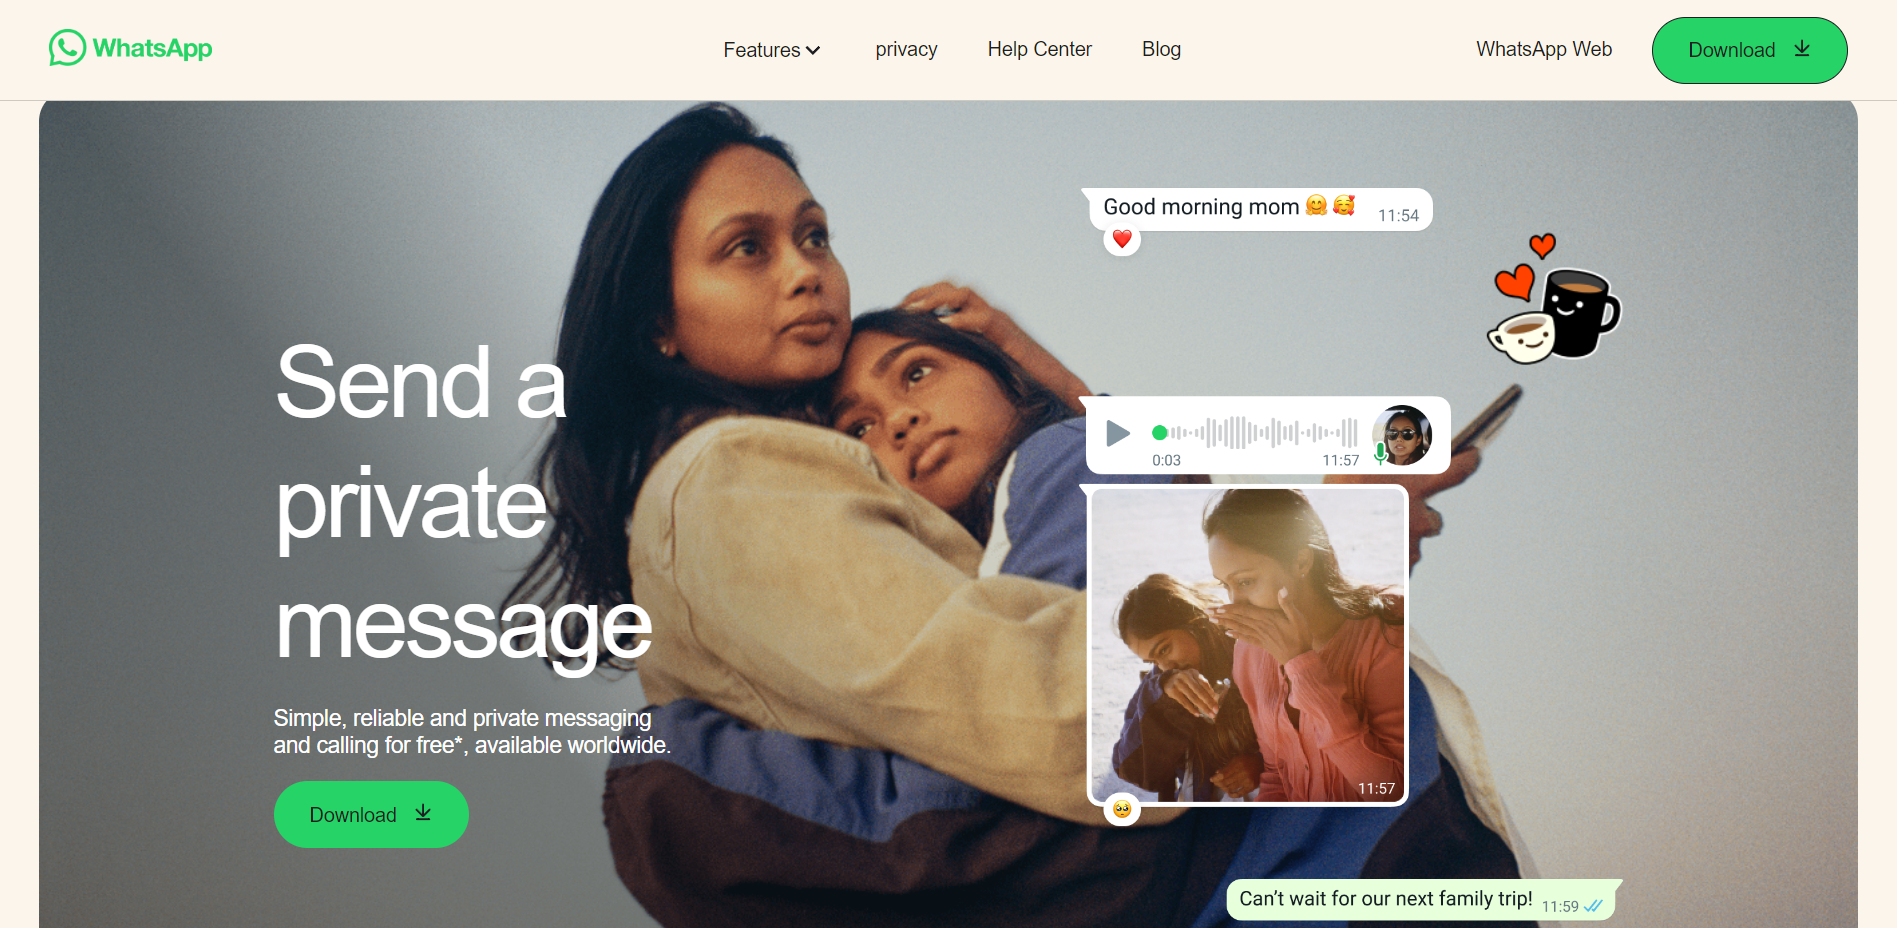 WhatsApp
Features
privacy
Help Center
Blog
WhatsApp Web
Download
Good morning mom 🤗 🥰 11:54
Send a
private
message
0:03 11:57
Simple, reliable and private messaging
and calling for free*, available worldwide.
11:57
Download
Can’t wait for our next family trip! 11:59